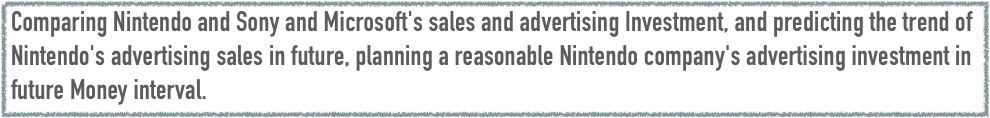 Comparing Nintendo and Sony and Microsoft's sales and advertising Investment, and predicting the trend of
Nintendo's advertising sales in future, planning a reasonable Nintendo company's advertising investment in
future Money interval.